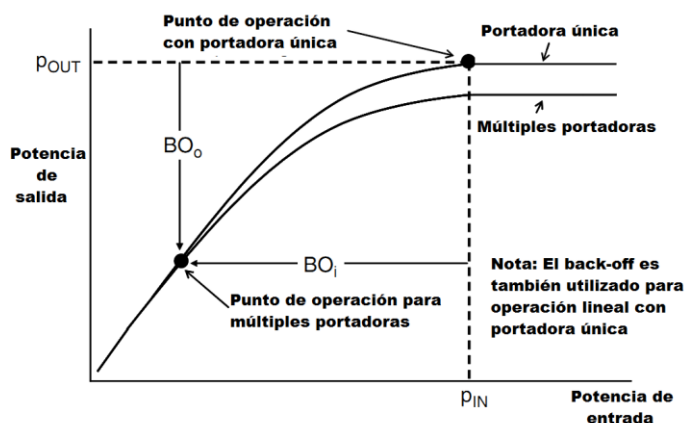 Punto de operación
con portadora única
Portadora única
pOUT
Múltiples portadoras
Potencia
de
salida
BOo
BOi
Punto de operación para
múltiples portadoras
Nota: El back-off es
también utilizado para
operación lineal con
portadora única
pIN
Potencia de
entrada